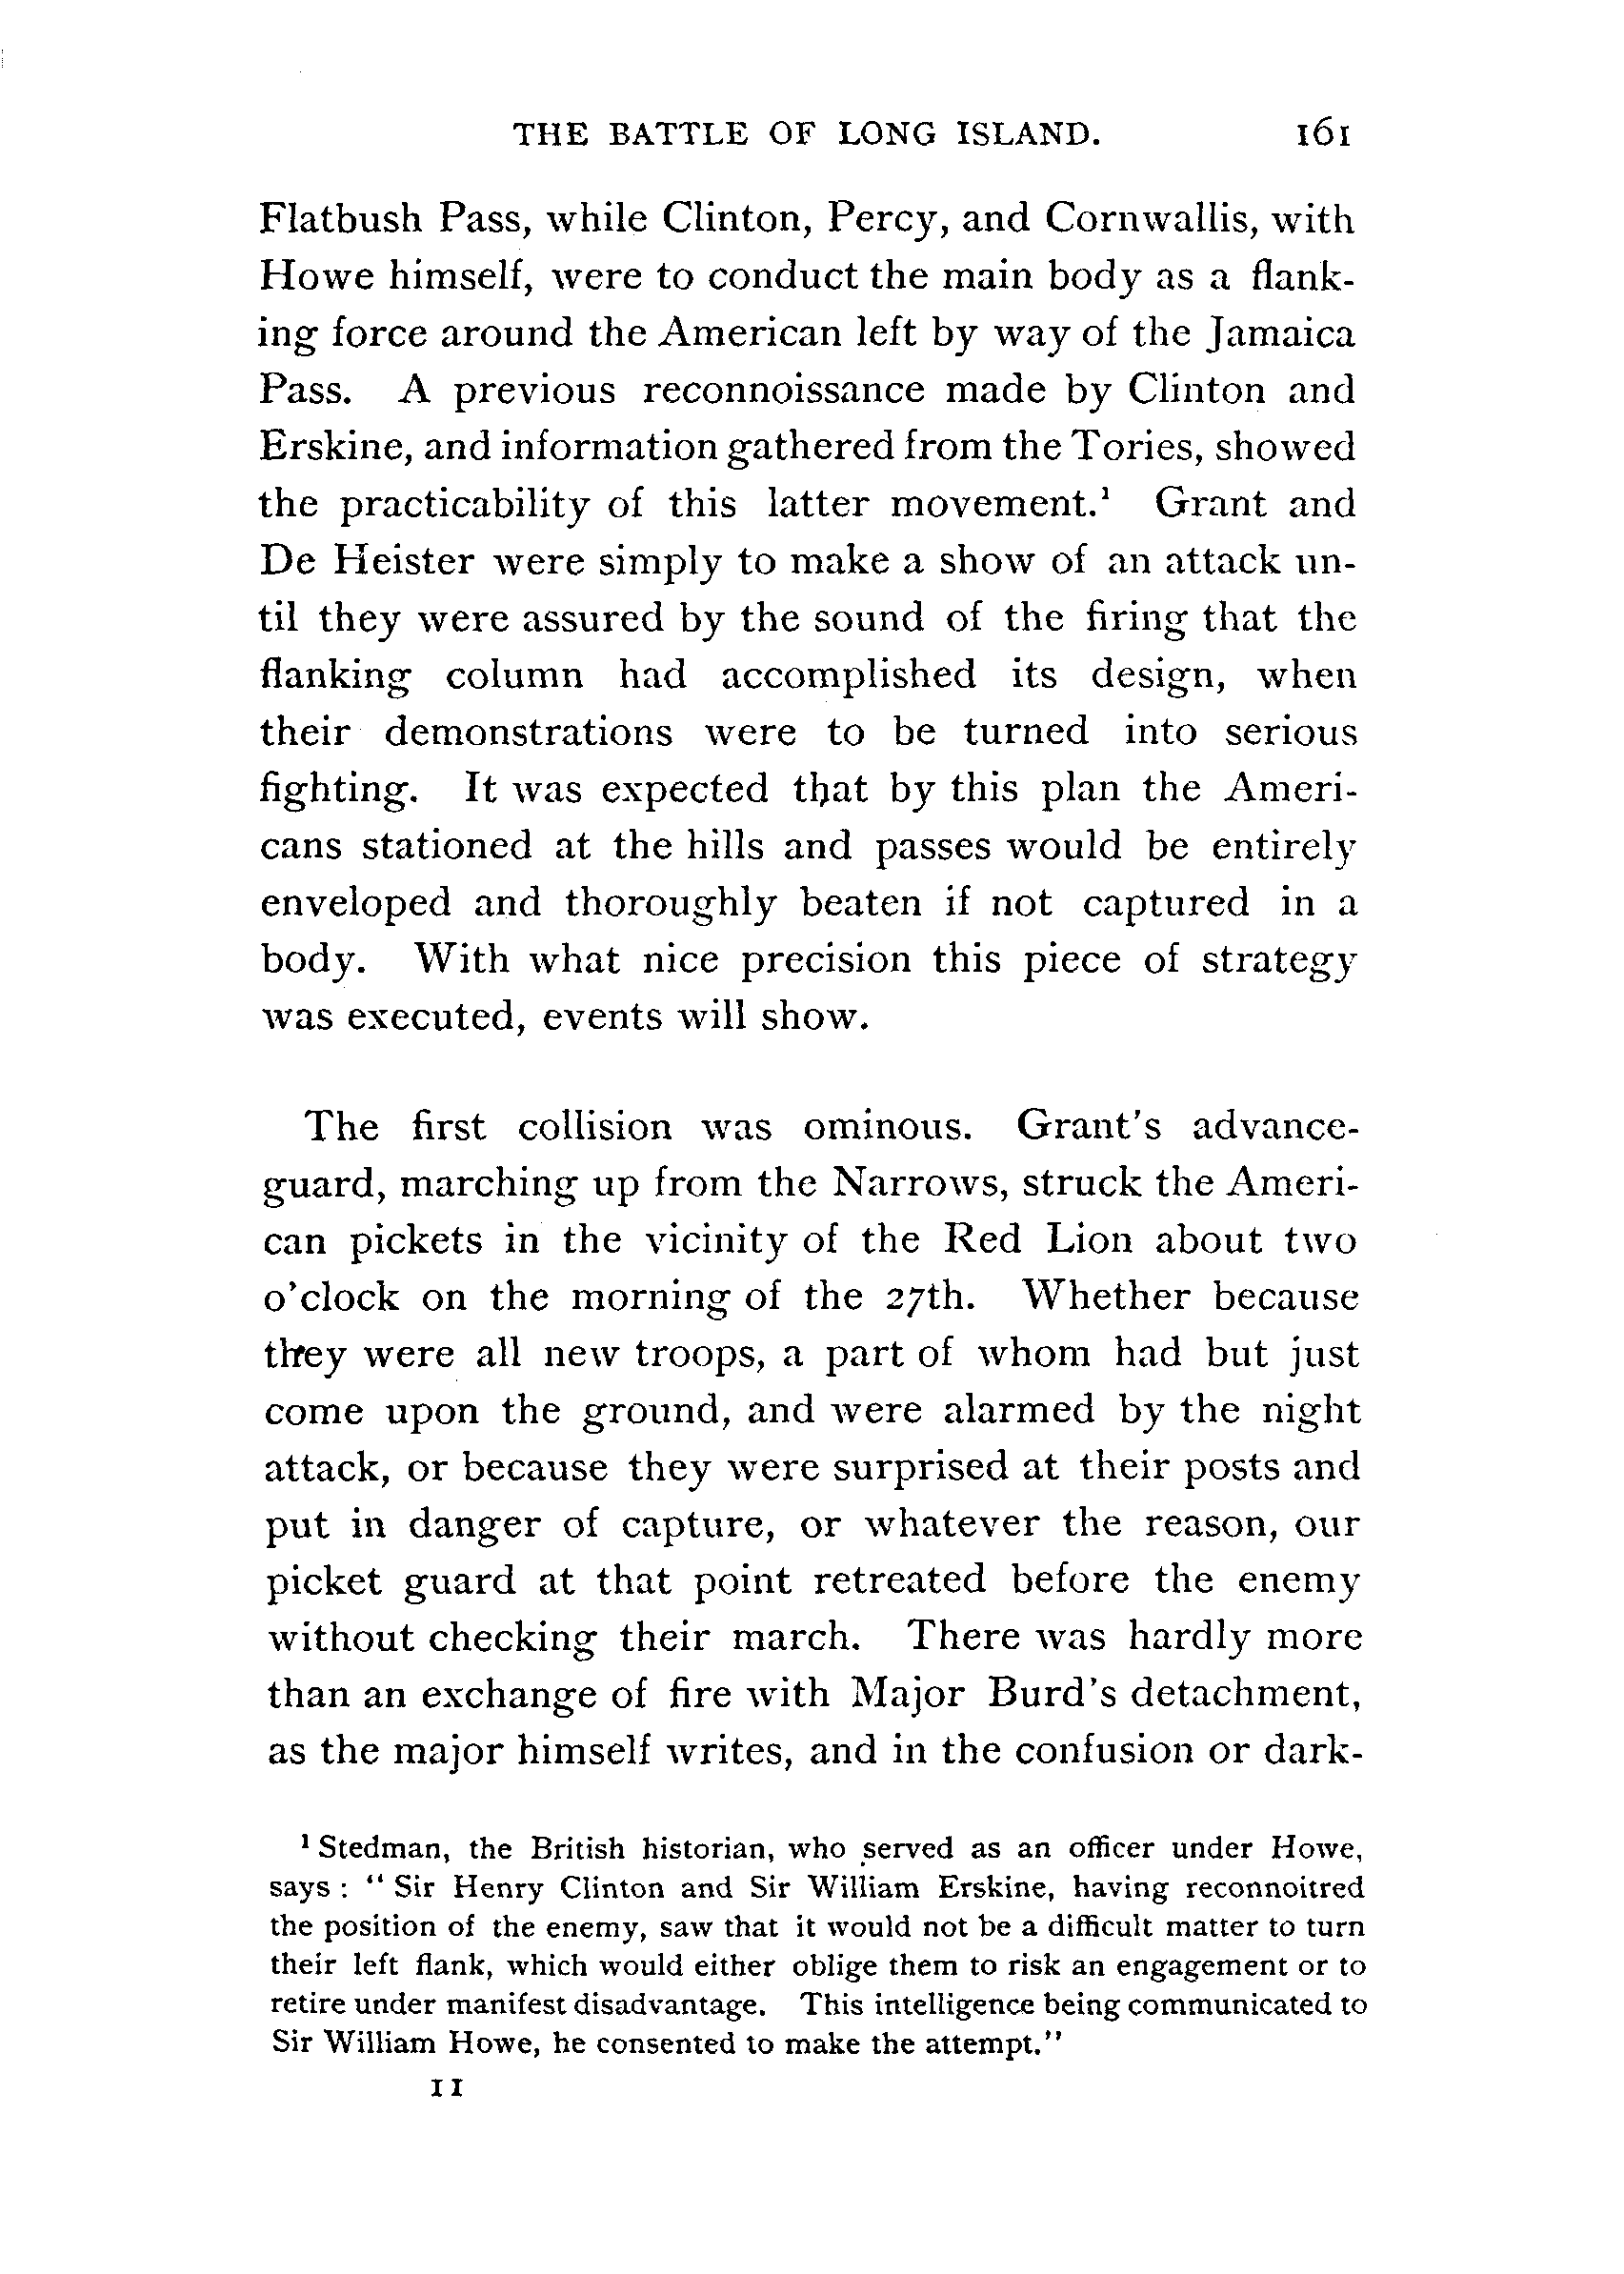 THE BATTLE OF LONG ISLAND. 161
Flatbush Pass, while Clinton, Percy, and Cornwallis, with
Howe himself, were to conduct the main body as a flank-
ing force around the American left by way of the Jamaica
Pass. A previous reconnoissance made by Clinton and
Erskine, and information gathered from the Tories, showed
the practicability of this latter movement.¹ Grant and
De Heister were simply to make a show of an attack un-
til they were assured by the sound of the firing that the
flanking column had accomplished its design, when
their demonstrations were to be turned into serious
fighting. It was expected that by this plan the Ameri-
cans stationed at the hills and passes would be entirely
enveloped and thoroughly beaten if not captured in a
body. With what nice precision this piece of strategy
was executed, events will show.
The first collision was ominous. Grant's advance-
guard, marching up from the Narrows, struck the Ameri-
can pickets in the vicinity of the Red Lion about two
o'clock on the morning of the 27th. Whether because
they were all new troops, a part of whom had but just
come upon the ground, and were alarmed by the night
attack, or because they were surprised at their posts and
put in danger of capture, or whatever the reason, our
picket guard at that point retreated before the enemy
without checking their march. There was hardly more
than an exchange of fire with Major Burd's detachment,
as the major himself writes, and in the confusion or dark-
¹ Stedman, the British historian, who served as an officer under Howe,
says : "Sir Henry Clinton and Sir William Erskine, having reconnoitred
the position of the enemy, saw that it would not be a difficult matter to turn
their left flank, which would either oblige them to risk an engagement or to
retire under manifest disadvantage. This intelligence being communicated to
Sir William Howe, he consented to make the attempt."
11